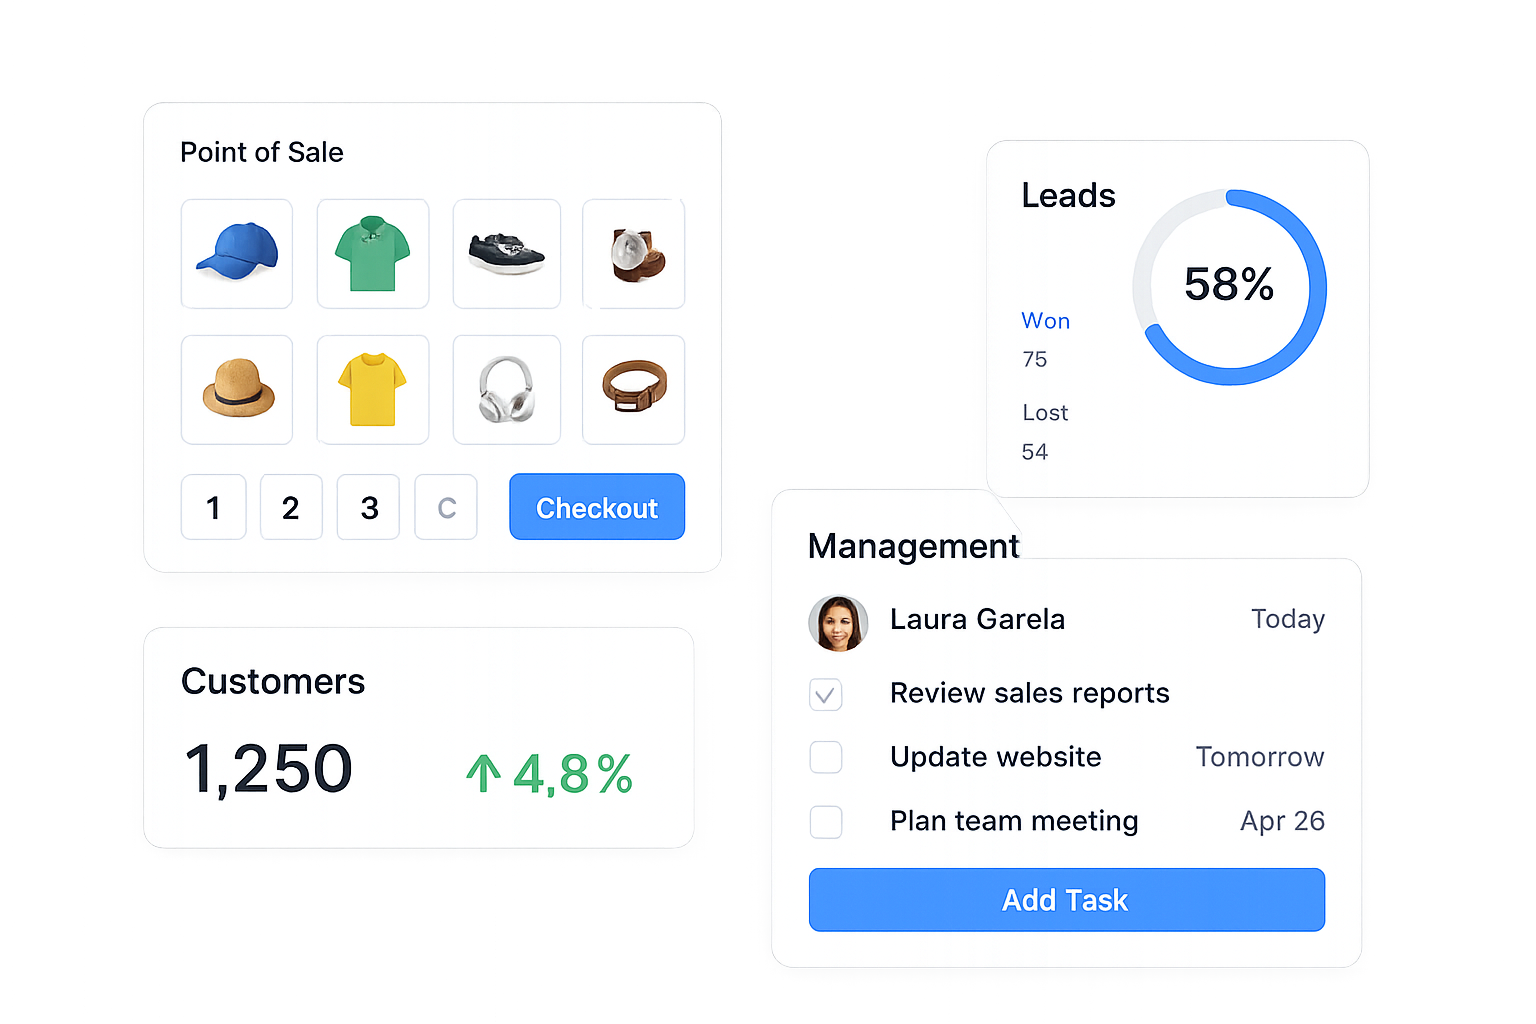 Point of Sale
1
2
3
C
Checkout
Customers
1,250
↑ 4,8%
Leads
58%
Won
75
Lost
54
Management
Laura Garela Today
Review sales reports
Update website Tomorrow
Plan team meeting Apr 26
Add Task